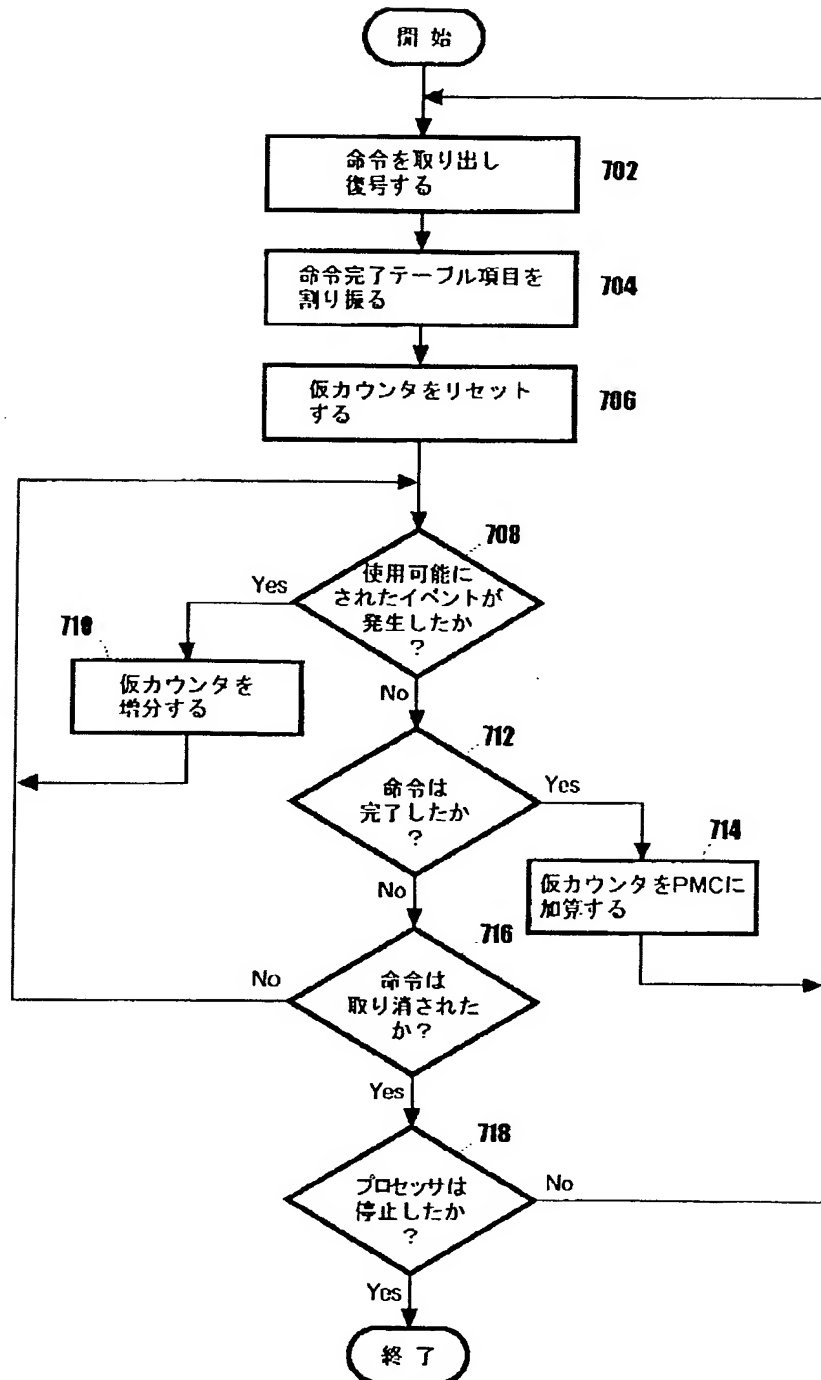 開 始
命令を取り出し
復号する
702
命令完了テーブル項目を
割り振る
704
仮カウンタをリセット
する
706
708
使用可能に
されたイベントが
発生したか
？
Yes
No
710
仮カウンタを
増分する
712
命令は
完了したか
？
Yes
No
714
仮カウンタをPMCに
加算する
716
命令は
取り消された
か？
No
Yes
718
プロセッサは
停止したか
？
No
Yes
終 了